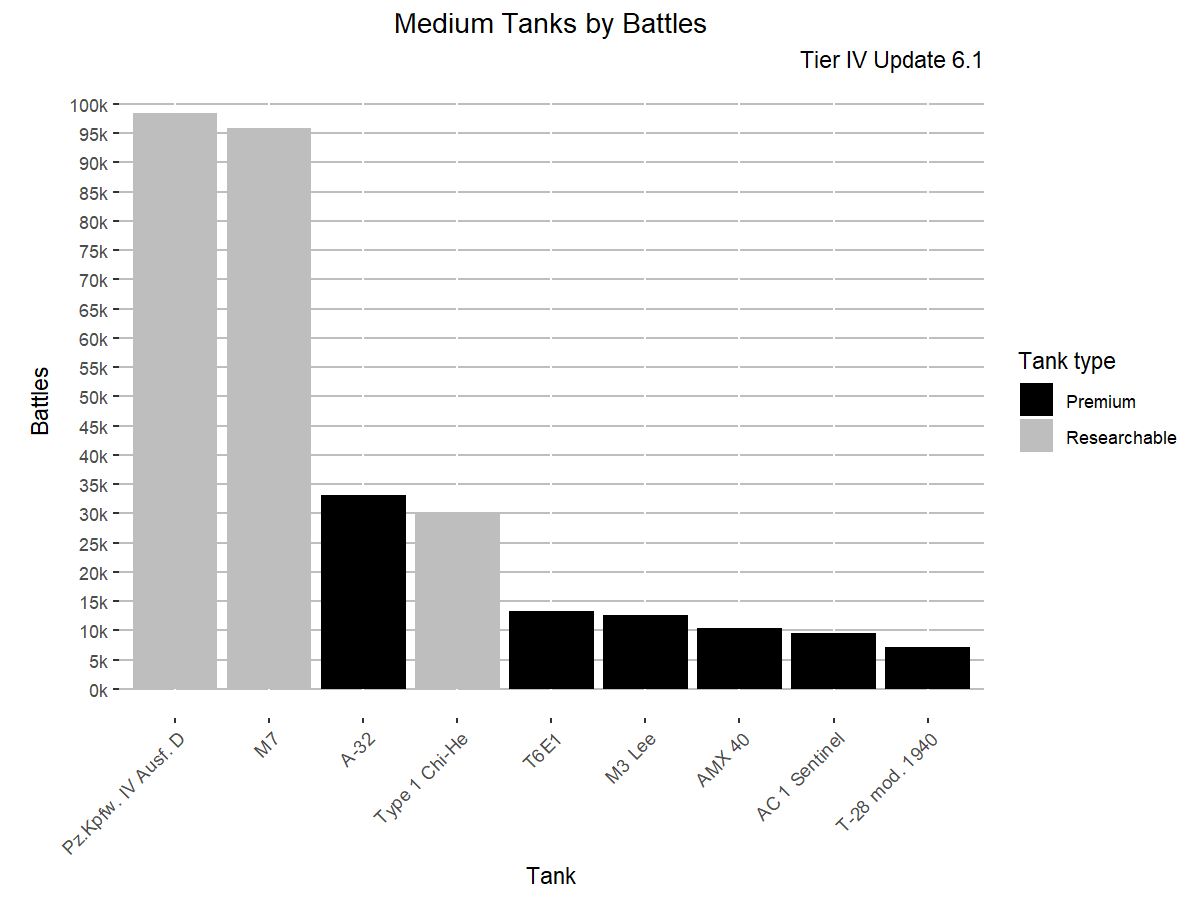 Medium Tanks by Battles
Tier IV Update 6.1
100k
95k
90k
85k
80k
75k
70k
65k
60k
55k
50k
45k
40k
35k
30k
25k
20k
15k
10k
5k
0k
Battles
Pz.Kpfw. IV Ausf. D
M7
A-32
Type 1 Chi-He
T6E1
M3 Lee
AMX 40
AC 1 Sentinel
T-28 mod. 1940
Tank
Tank type
Premium
Researchable